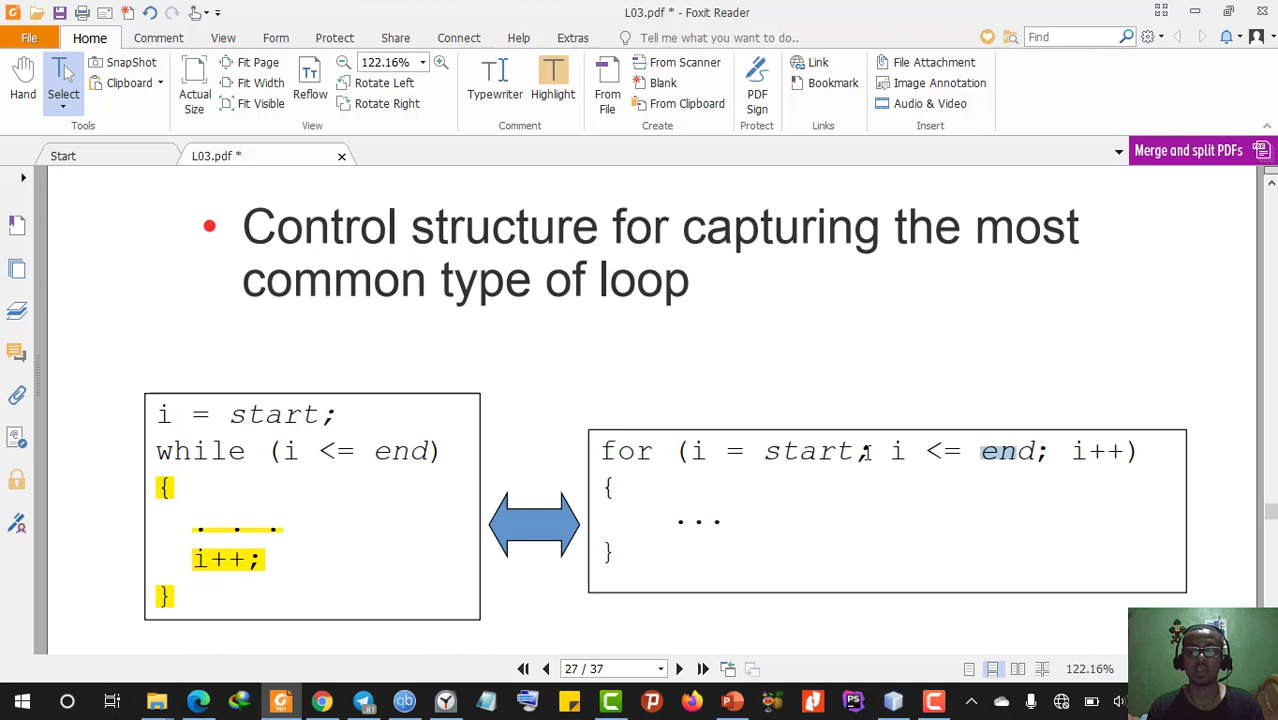 L03.pdf * - Foxit Reader
File Home Comment View Form Protect Share Connect Help Extras Tell me what you want to do... Find
Hand Select SnapShot Clipboard
Tools
Actual Size Fit Page Fit Width Fit Visible Reflow 122.16% Rotate Left Rotate Right
View
Typewriter Highlight
Comment
From File From Scanner Blank From Clipboard
Create
PDF Sign
Protect
Link Bookmark
Links
File Attachment Image Annotation Audio & Video
Insert
Start L03.pdf * Merge and split PDFs
• Control structure for capturing the most
common type of loop
i = start;
while (i <= end)
{
. . .
i++;
}
for (i = start; i <= end; i++)
{
...
}
27 / 37 122.16%